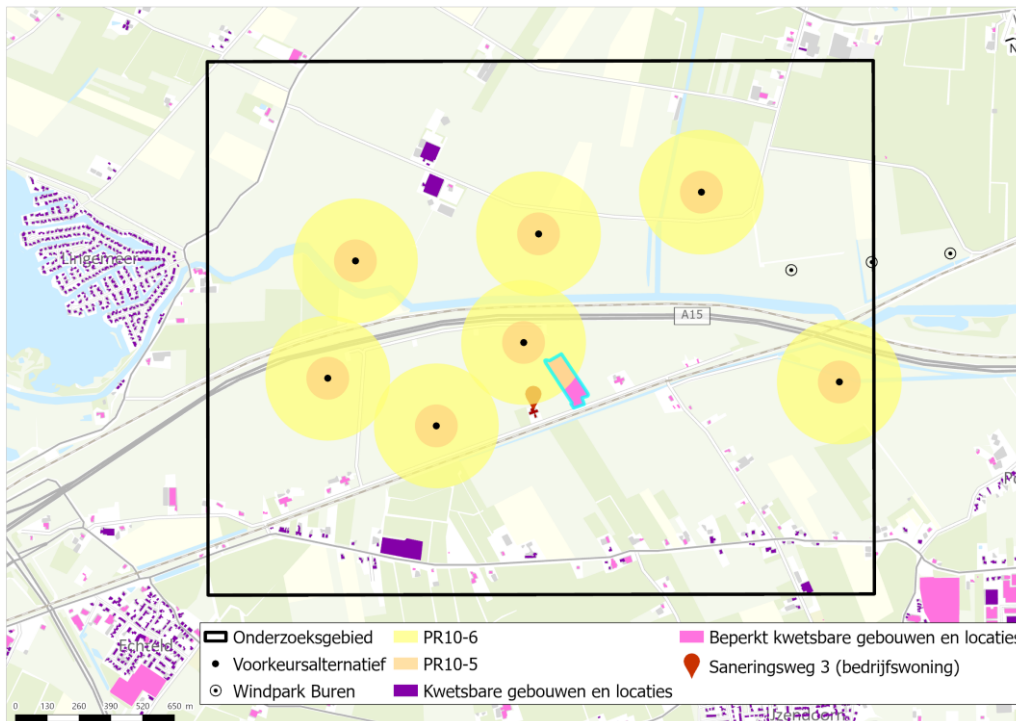 N
Lingemeer
A15
Echteld
IJzendoorn
Onderzoeksgebied
Voorkeursalternatief
Windpark Buren
PR10-6
PR10-5
Kwetsbare gebouwen en locaties
Beperkt kwetsbare gebouwen en locaties
Saneringsweg 3 (bedrijfswoning)
0 130 260 390 520 650 m